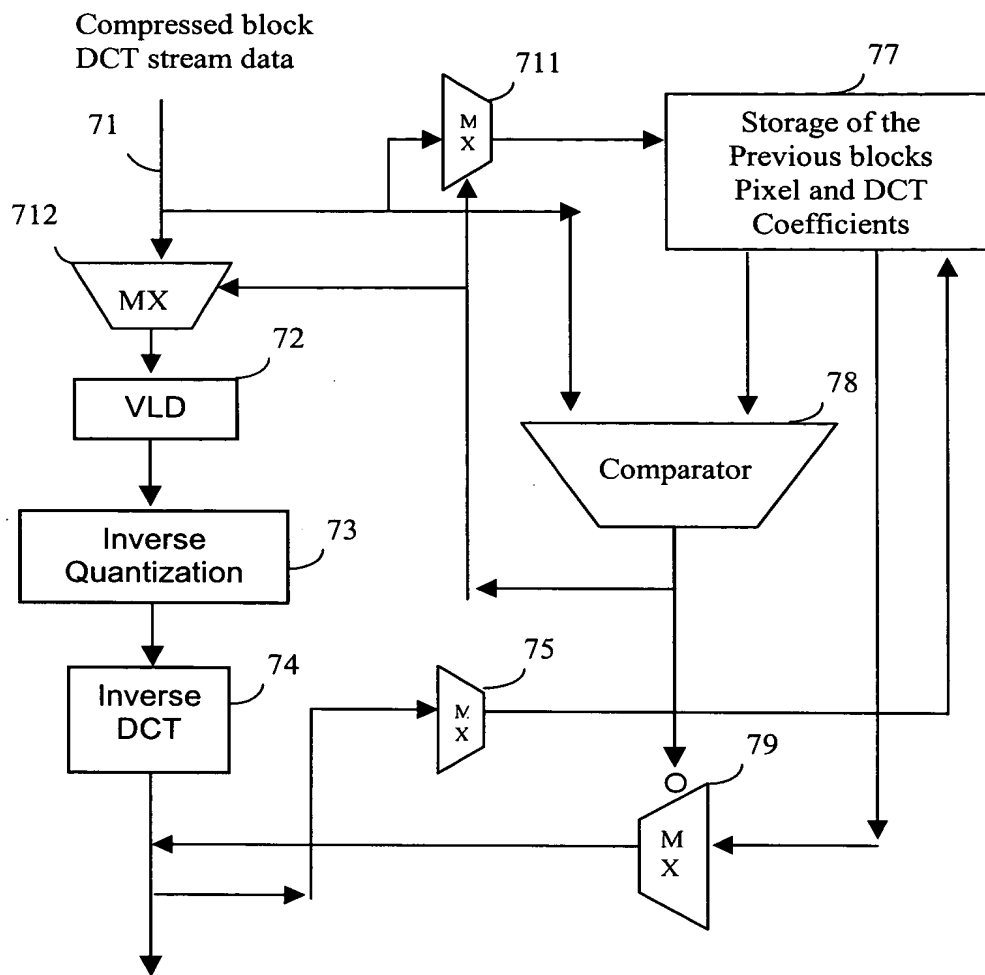 Compressed block
DCT stream data
71
711
M
X
77
Storage of the
Previous blocks
Pixel and DCT
Coefficients
712
MX
72
VLD
78
Comparator
Inverse
Quantization
73
Inverse
DCT
74
75
M
X
79
M
X